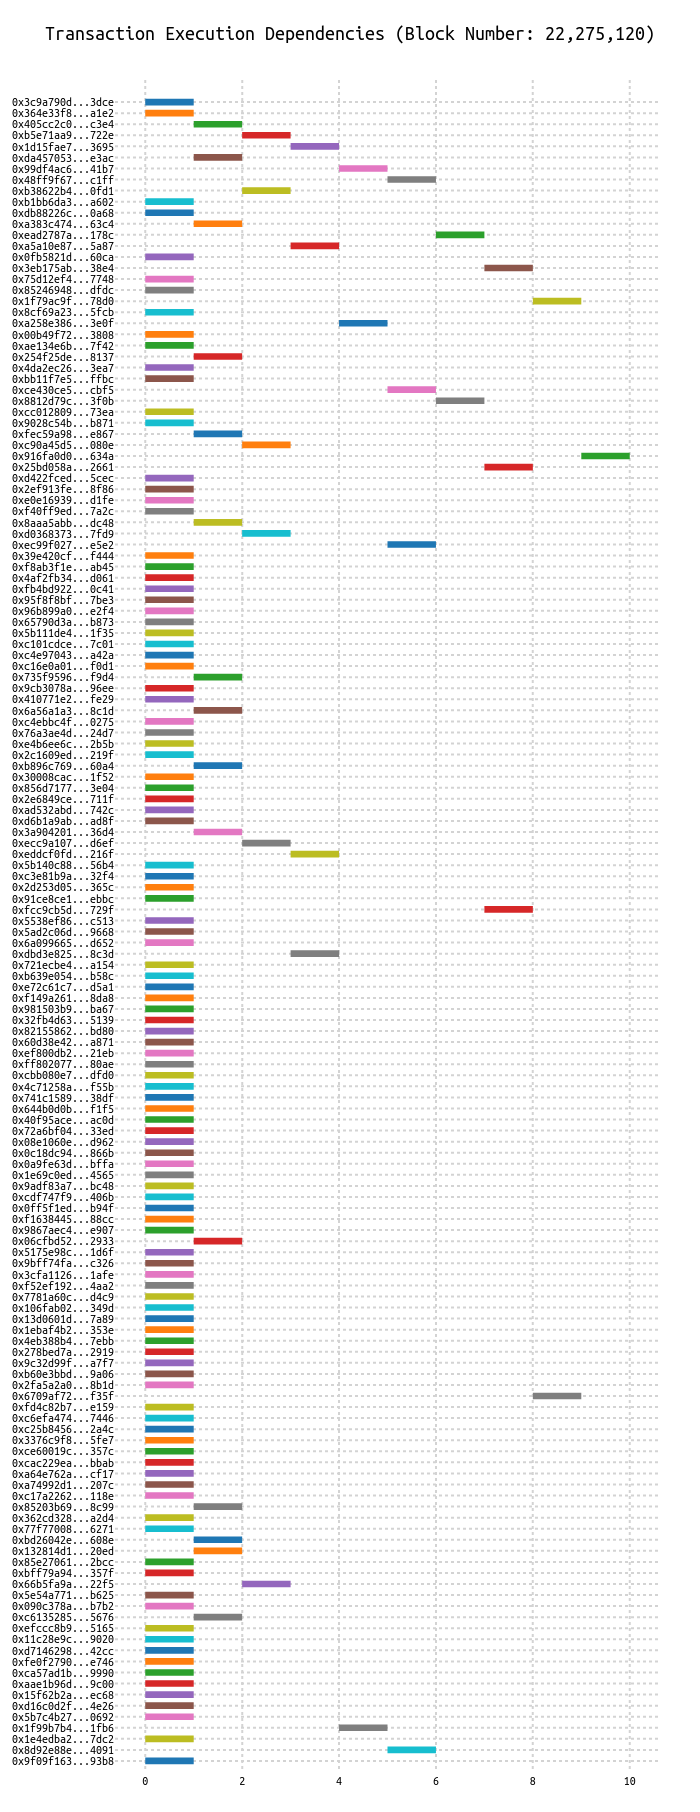 Transaction Execution Dependencies (Block Number: 22,275,120)
0x3c9a790d...3dce
0x364e33f8...a1e2
0x405cc2c0...c3e4
0xb5e71aa9...722e
0x1d15fae7...3695
0xda457053...e3ac
0x99df4ac6...41b7
0x48ff9f67...c1ff
0xb38622b4...0fd1
0xb1bb6da3...a602
0xdb88226c...0a68
0xa383c474...63c4
0xead2787a...178c
0xa5a10e87...5a87
0x0fb5821d...60ca
0x3eb175ab...38e4
0x75d12ef4...7748
0x85246948...dfdc
0x1f79ac9f...78d0
0x8cf69a23...5fcb
0xa258e386...3e0f
0x00b49f72...3808
0xae134e6b...7f42
0x254f25de...8137
0x4da2ec26...3ea7
0xbb11f7e5...ffbc
0xce430ce5...cbf5
0x8812d79c...3f0b
0xcc012809...73ea
0x9028c54b...b871
0xfec59a98...e867
0xc90a45d5...080e
0x916fa0d0...634a
0x25bd058a...2661
0xd422fced...5cec
0x2ef913fe...8f86
0xe0e16939...d1fe
0xf40ff9ed...7a2c
0x8aaa5abb...dc48
0xd0368373...7fd9
0xec99f027...e5e2
0x39e420cf...f444
0xf8ab3f1e...ab45
0x4af2fb34...d061
0xfb4bd922...0c41
0x95f8f8bf...7be3
0x96b899a0...e2f4
0x65790d3a...b873
0x5b111de4...1f35
0xc101cdce...7c01
0xc4e97043...a42a
0xc16e0a01...f0d1
0x735f9596...f9d4
0x9cb3078a...96ee
0x410771e2...fe29
0x6a56a1a3...8c1d
0xc4ebbc4f...0275
0x76a3ae4d...24d7
0xe4b6ee6c...2b5b
0x2c1609ed...219f
0xb896c769...60a4
0x30008cac...1f52
0x856d7177...3e04
0x2e6849ce...711f
0xad532abd...742c
0xd6b1a9ab...ad8f
0x3a904201...36d4
0xecc9a107...d6ef
0xeddcf0fd...216f
0x5b140c88...56b4
0xc3e81b9a...32f4
0x2d253d05...365c
0x91ce8ce1...ebbc
0xfcc9cb5d...729f
0x5538ef86...c513
0x5ad2c06d...9668
0x6a099665...d652
0xdbd3e825...8c3d
0x721ecbe4...a154
0xb639e054...b58c
0xe72c61c7...d5a1
0xf149a261...8da8
0x981503b9...ba67
0x32fb4d63...5139
0x82155862...bd80
0x60d38e42...a871
0xef800db2...21eb
0xff802077...80ae
0xcbb080e7...dfd0
0x4c71258a...f55b
0x741c1589...38df
0x644b0d0b...f1f5
0x40f95ace...ac0d
0x72a6bf04...33ed
0x08e1060e...d962
0x0c18dc94...866b
0x0a9fe63d...bffa
0x1e69c0ed...4565
0x9adf83a7...bc48
0xcdf747f9...406b
0x0ff5f1ed...b94f
0xf1638445...88cc
0x9867aec4...e907
0x06cfbd52...2933
0x5175e98c...1d6f
0x9bff74fa...c326
0x3cfa1126...1afe
0xf52ef192...4aa2
0x7781a60c...d4c9
0x106fab02...349d
0x13d0601d...7a89
0x1ebaf4b2...353e
0x4eb388b4...7ebb
0x278bed7a...2919
0x9c32d99f...a7f7
0xb60e3bbd...9a06
0x2fa5a2a0...8b1d
0x6709af72...f35f
0xfd4c82b7...e159
0xc6efa474...7446
0xc25b8456...2a4c
0x3376c9f8...5fe7
0xce60019c...357c
0xcac229ea...bbab
0xa64e762a...cf17
0xa74992d1...207c
0xc17a2262...118e
0x85203b69...8c99
0x362cd328...a2d4
0x77f77008...6271
0xbd26042e...608e
0x132814d1...20ed
0x85e27061...2bcc
0xbff79a94...357f
0x66b5fa9a...22f5
0x5e54a771...b625
0x090c378a...b7b2
0xc6135285...5676
0xefccc8b9...5165
0x11c28e9c...9020
0xd7146298...42cc
0xfe0f2790...e746
0xca57ad1b...9990
0xaae1b96d...9c00
0x15f62b2a...ec68
0xd16c0d2f...4e26
0x5b7c4b27...0692
0x1f99b7b4...1fb6
0x1e4edba2...7dc2
0x8d92e88e...4091
0x9f09f163...93b8
0 2 4 6 8 10